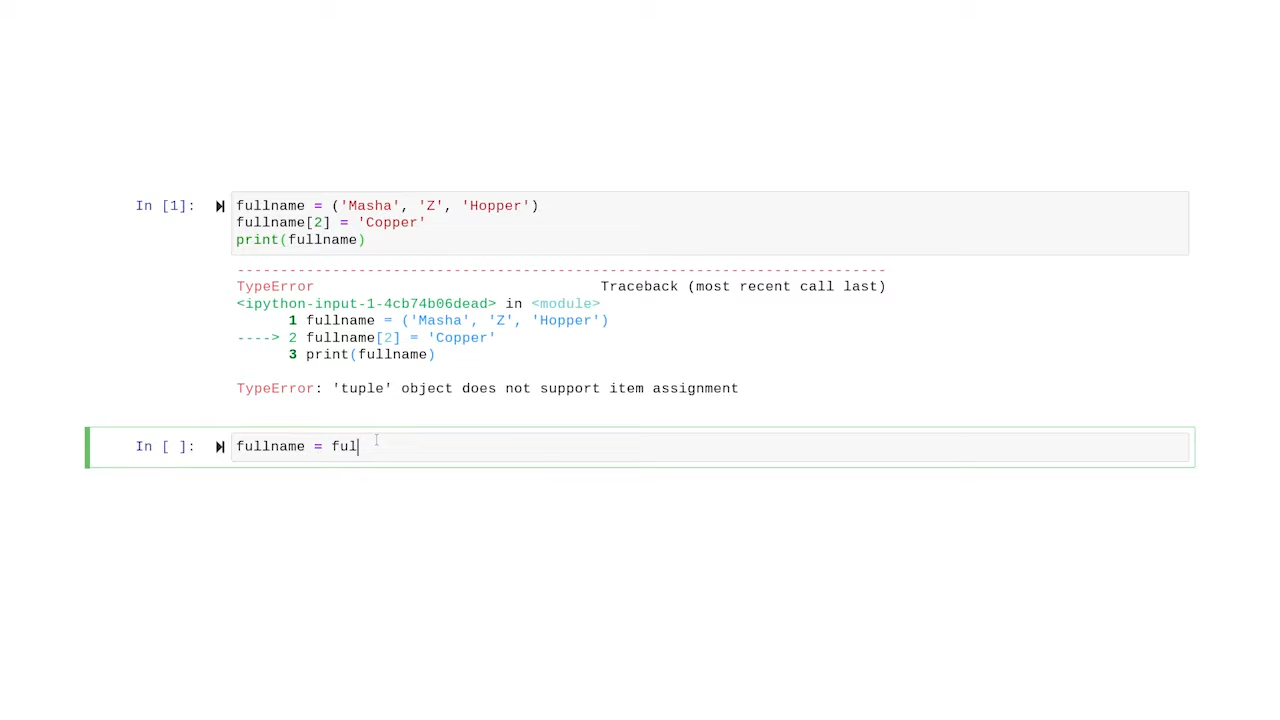 In [1]: fullname = ('Masha', 'Z', 'Hopper')
fullname[2] = 'Copper'
print(fullname)
---------------------------------------------------------------------------
TypeError Traceback (most recent call last)
<ipython-input-1-4cb74b06dead> in <module>
1 fullname = ('Masha', 'Z', 'Hopper')
----> 2 fullname[2] = 'Copper'
3 print(fullname)
TypeError: 'tuple' object does not support item assignment
In [ ]: fullname = ful